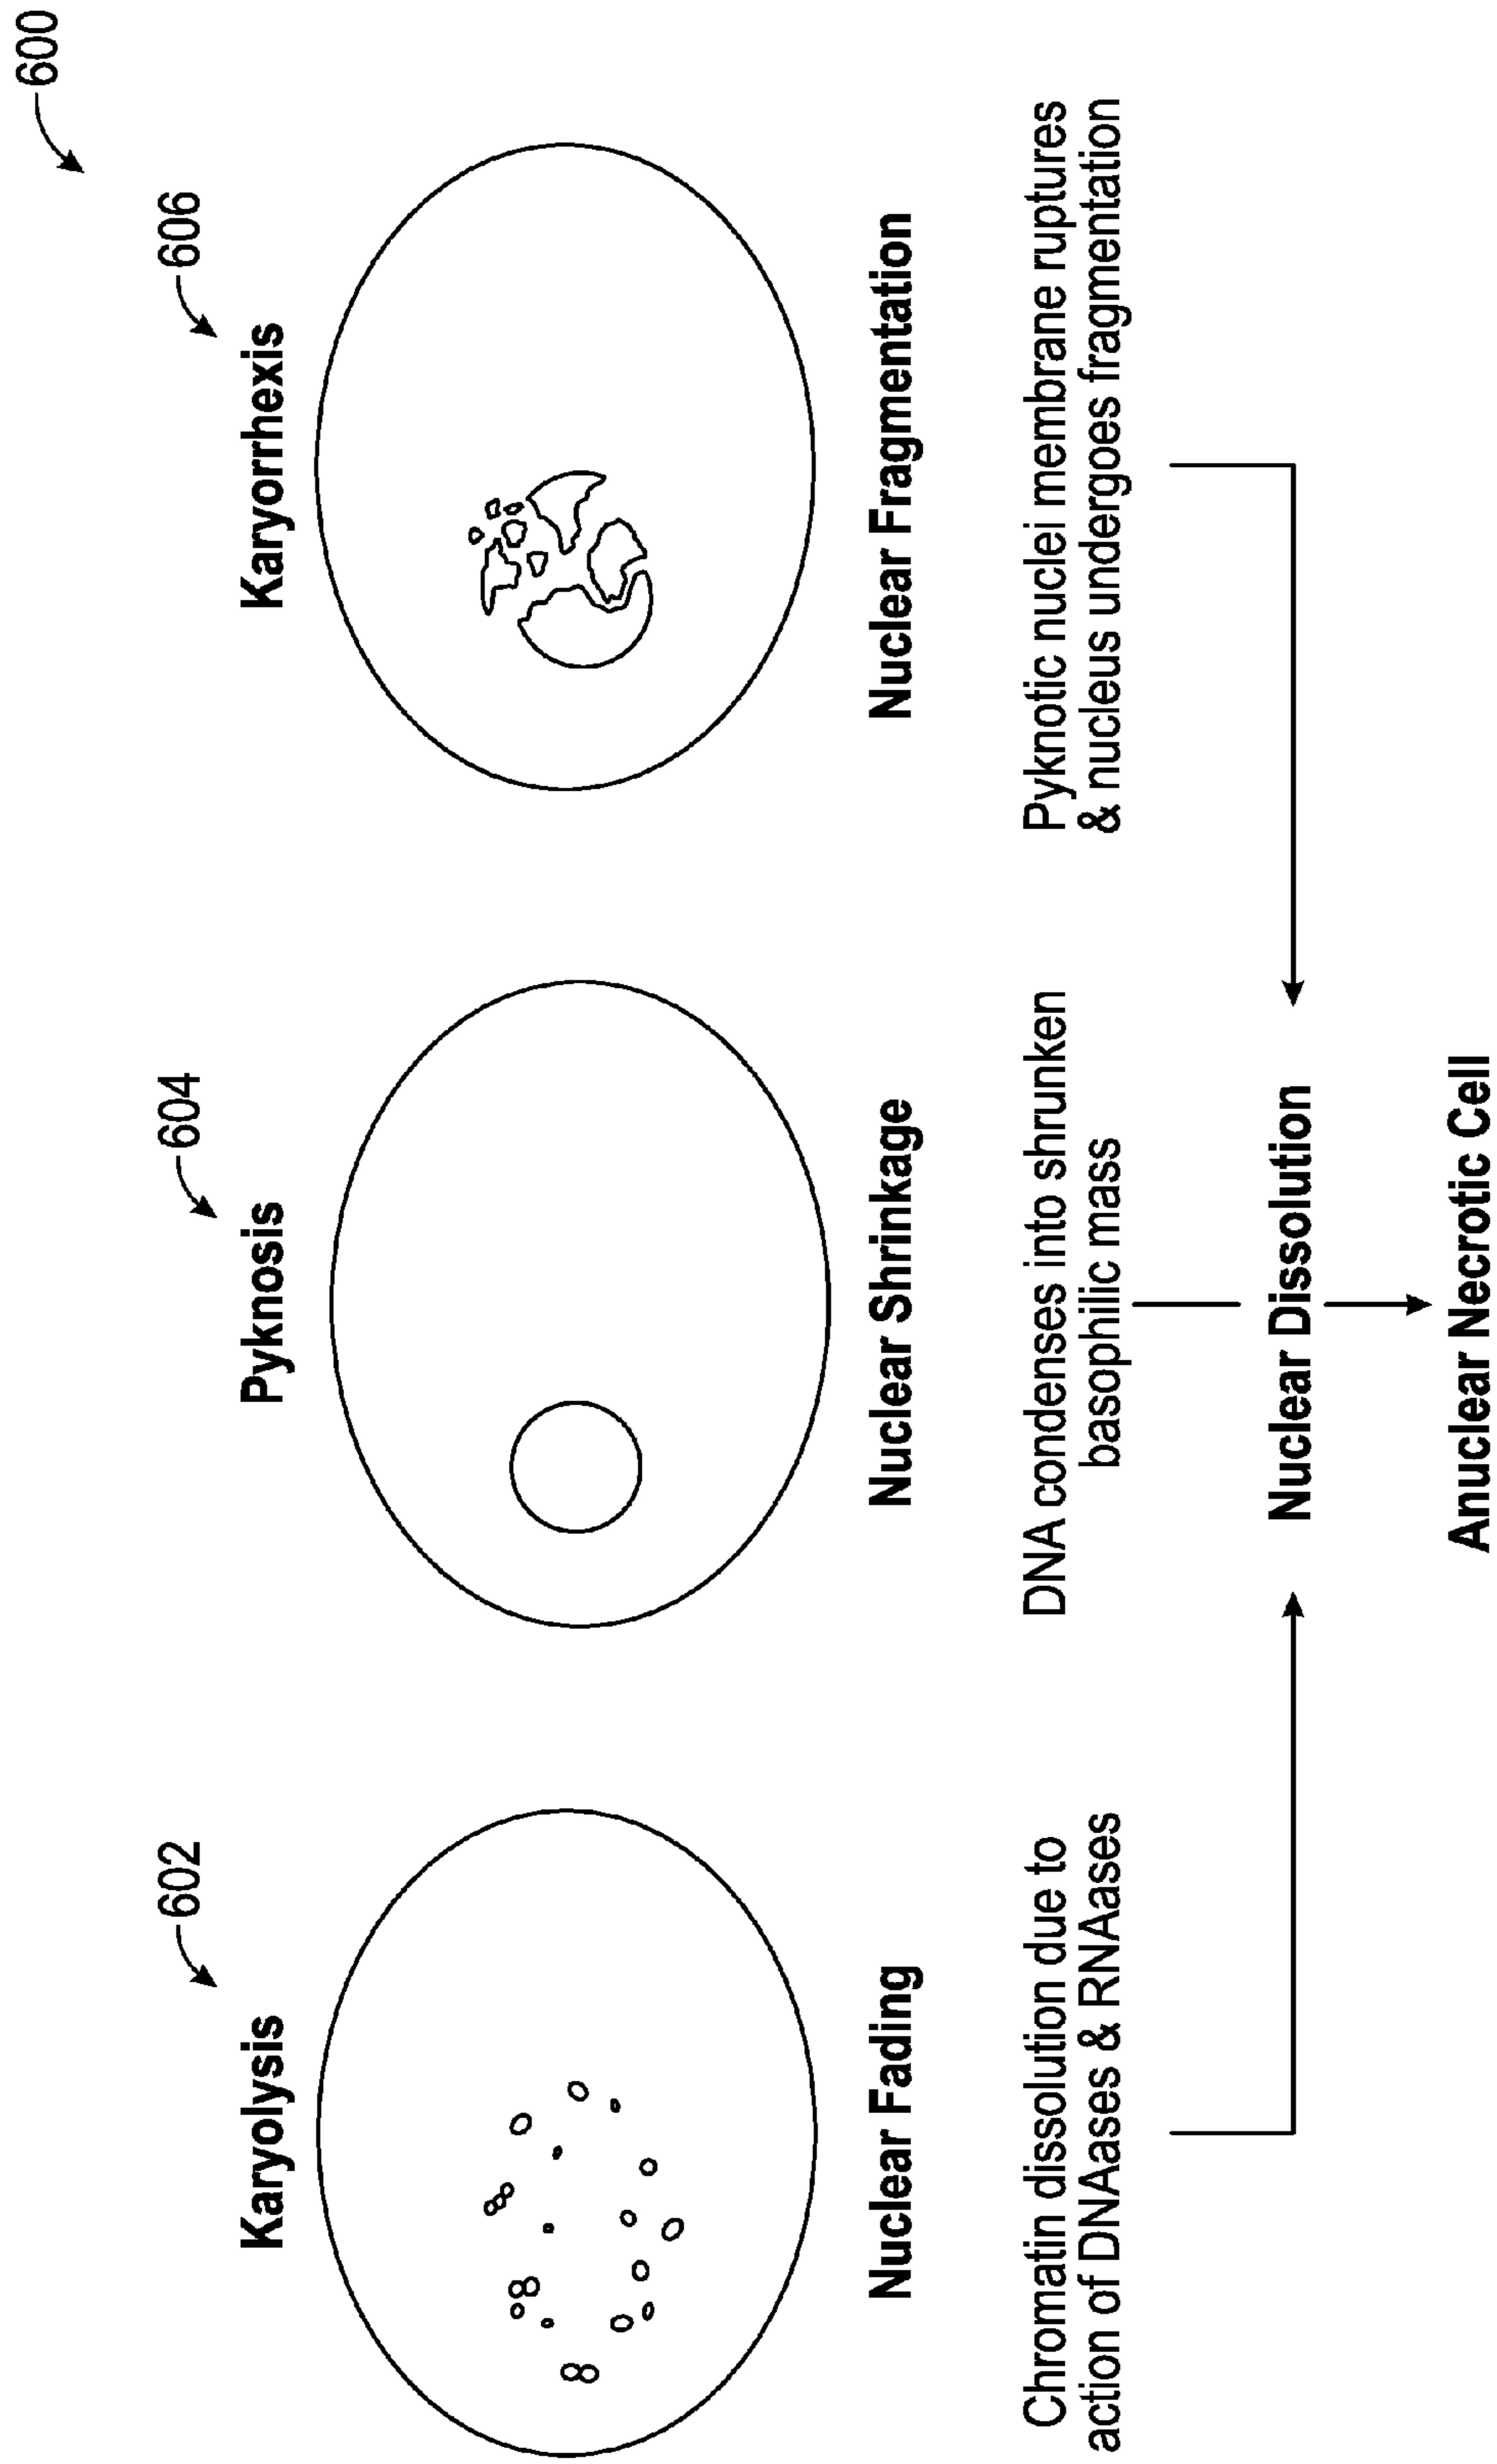 600
602
604
606
Karyolysis
Pyknosis
Karyorrhexis
Nuclear Fading
Nuclear Shrinkage
Nuclear Fragmentation
Chromatin dissolution due to
action of DNAases & RNAases
DNA condenses into shrunken
basophilic mass
Pyknotic nuclei membrane ruptures
& nucleus undergoes fragmentation
Nuclear Dissolution
Anuclear Necrotic Cell